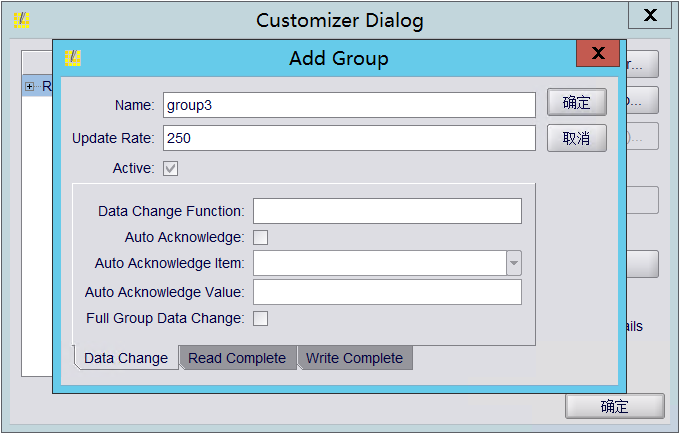 Customizer Dialog
X
Add Group
X
Name: group3
确定
Update Rate: 250
取消
Active:
Data Change Function:
Auto Acknowledge:
Auto Acknowledge Item:
Auto Acknowledge Value:
Full Group Data Change:
Data Change Read Complete Write Complete
确定